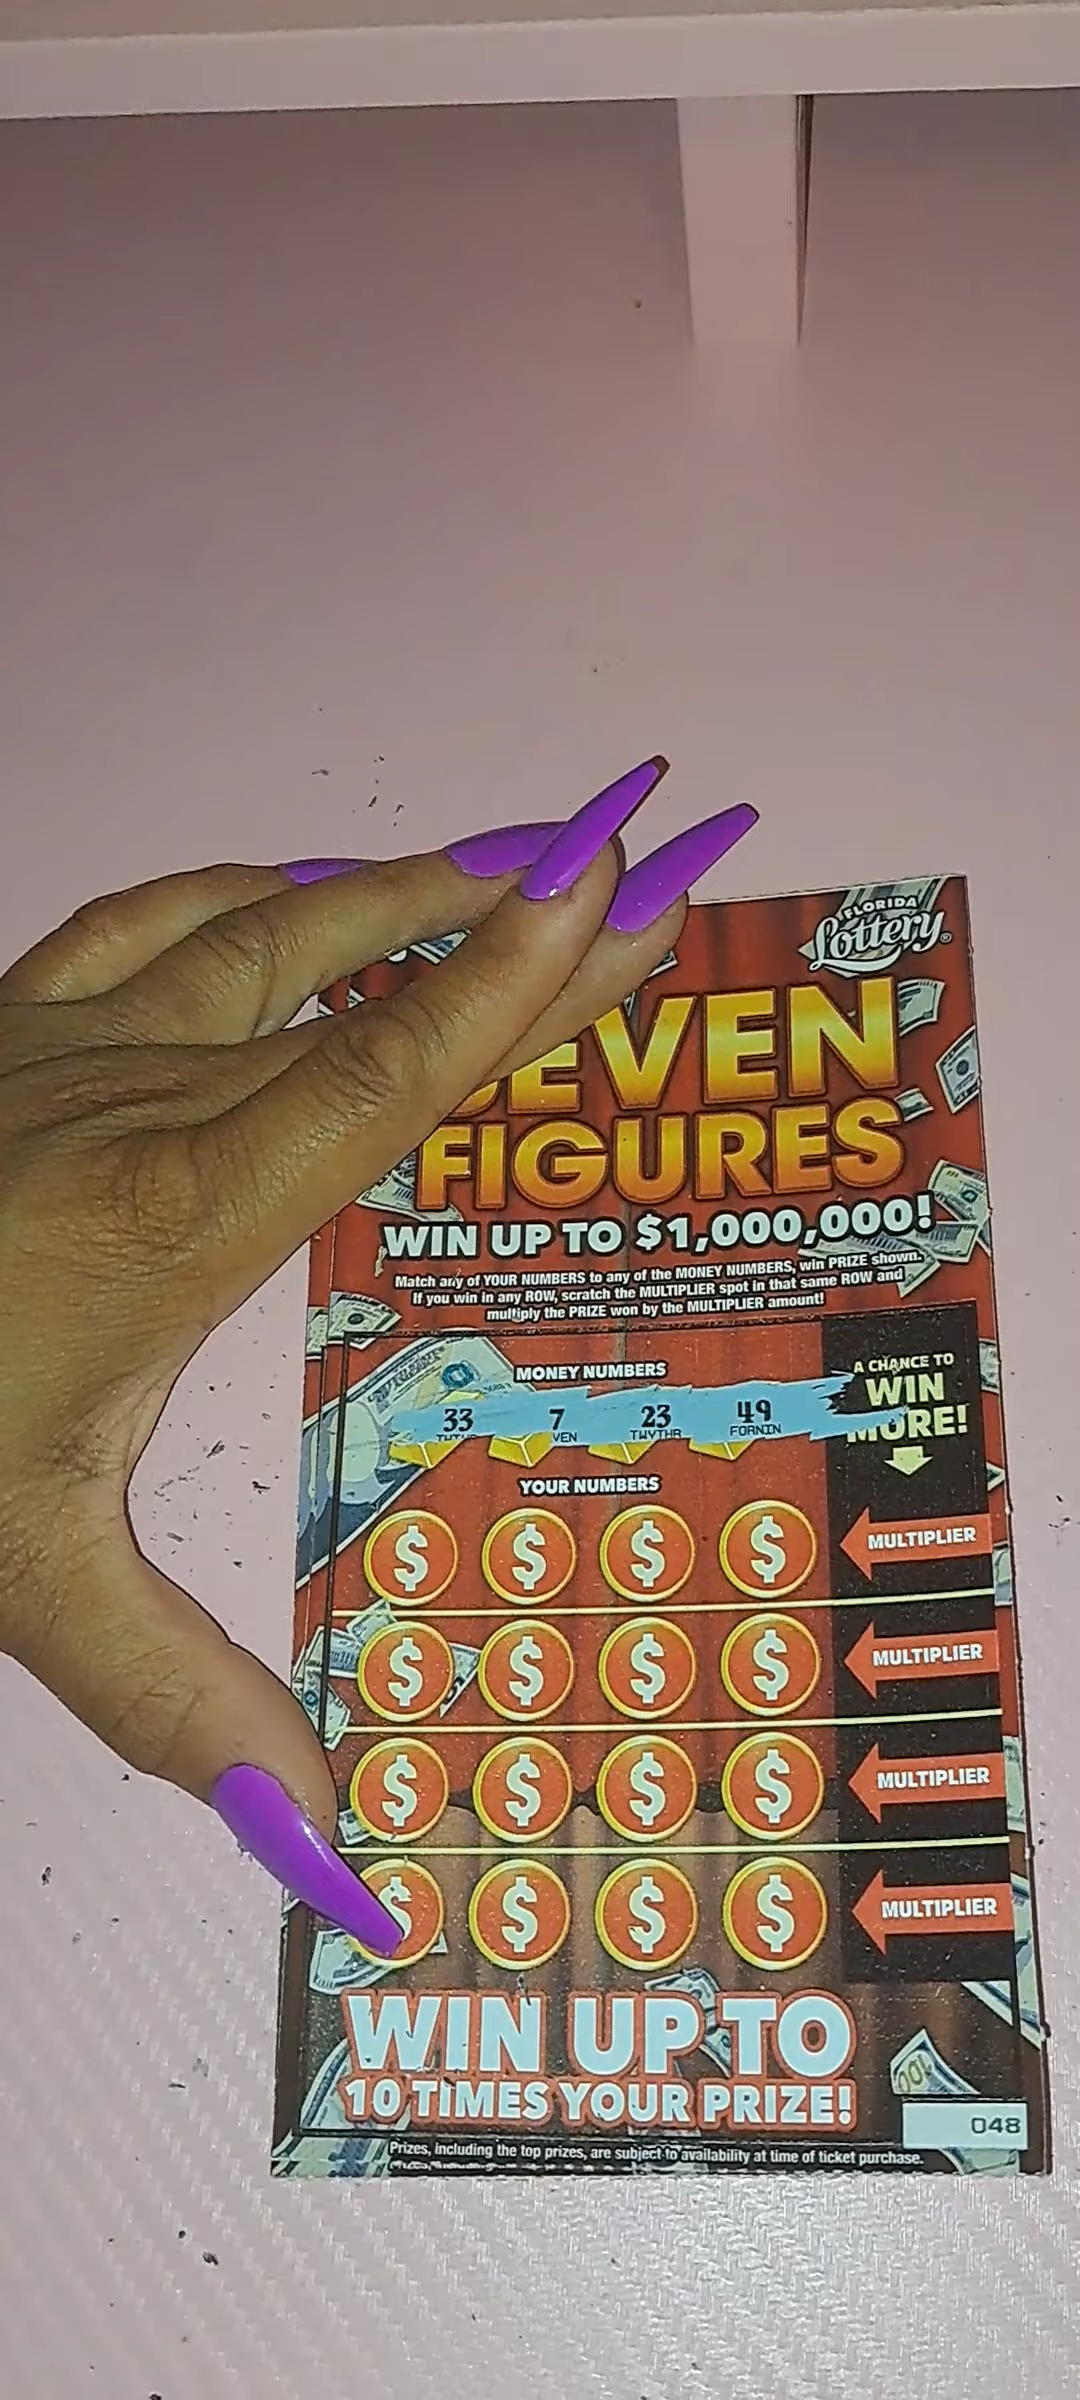 FLORIDA
Lottery®
EVEN
FIGURES
WIN UP TO $1,000,000!
Match any of YOUR NUMBERS to any of the MONEY NUMBERS, win PRIZE shown.
If you win in any ROW, scratch the MULTIPLIER spot in that same ROW and
multiply the PRIZE won by the MULTIPLIER amount!
MONEY NUMBERS
A CHANCE TO
WIN
MORE!
33 7 23 49
VEN TWYTHR FORNIN
YOUR NUMBERS
$ $ $ $ MULTIPLIER
$ $ $ $ MULTIPLIER
$ $ $ $ MULTIPLIER
$ $ $ $ MULTIPLIER
WIN UP TO
10 TIMES YOUR PRIZE!
048
Prizes, including the top prizes, are subject to availability at time of ticket purchase.